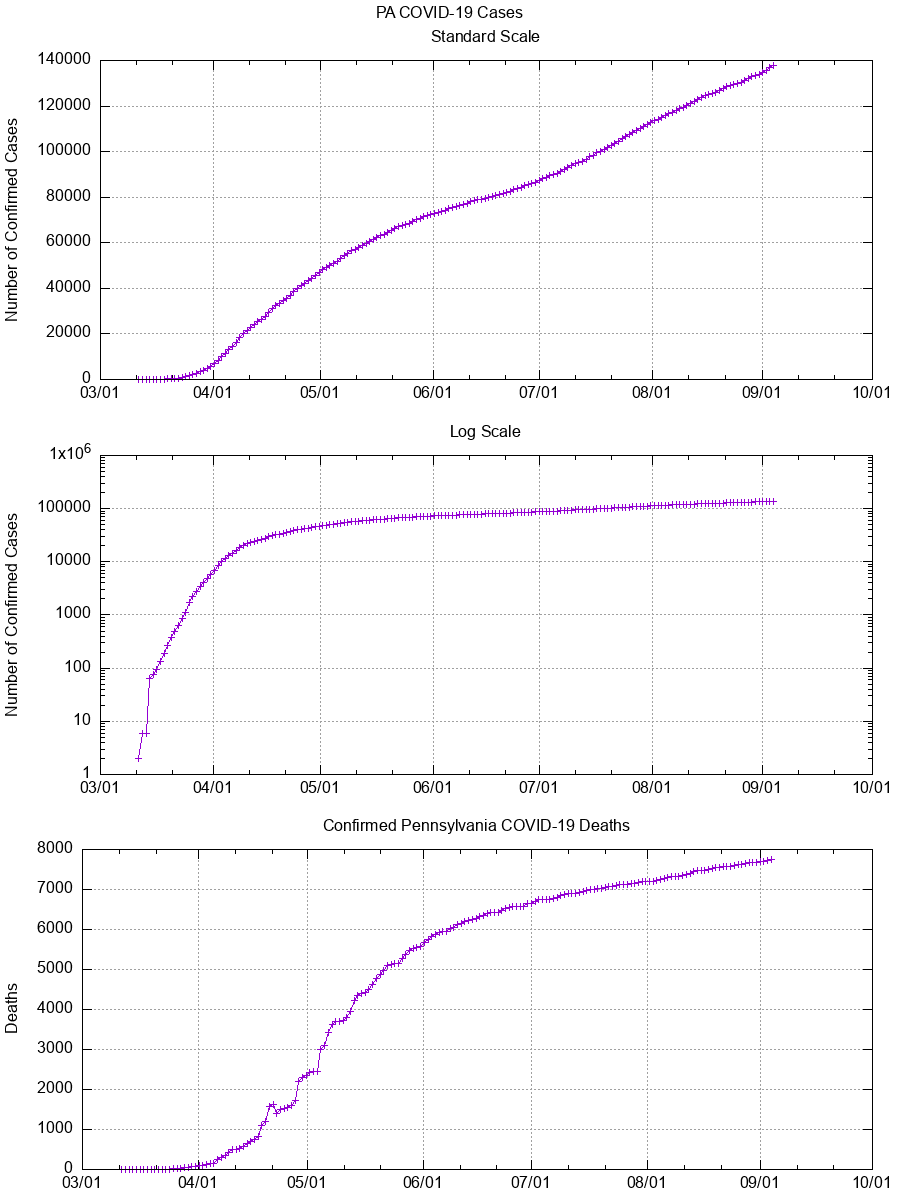 PA COVID-19 Cases
Standard Scale
Number of Confirmed Cases
140000
120000
100000
80000
60000
40000
20000
0
03/01 04/01 05/01 06/01 07/01 08/01 09/01 10/01
Log Scale
Number of Confirmed Cases
1x10⁶
100000
10000
1000
100
10
1
03/01 04/01 05/01 06/01 07/01 08/01 09/01 10/01
Confirmed Pennsylvania COVID-19 Deaths
Deaths
8000
7000
6000
5000
4000
3000
2000
1000
0
03/01 04/01 05/01 06/01 07/01 08/01 09/01 10/01